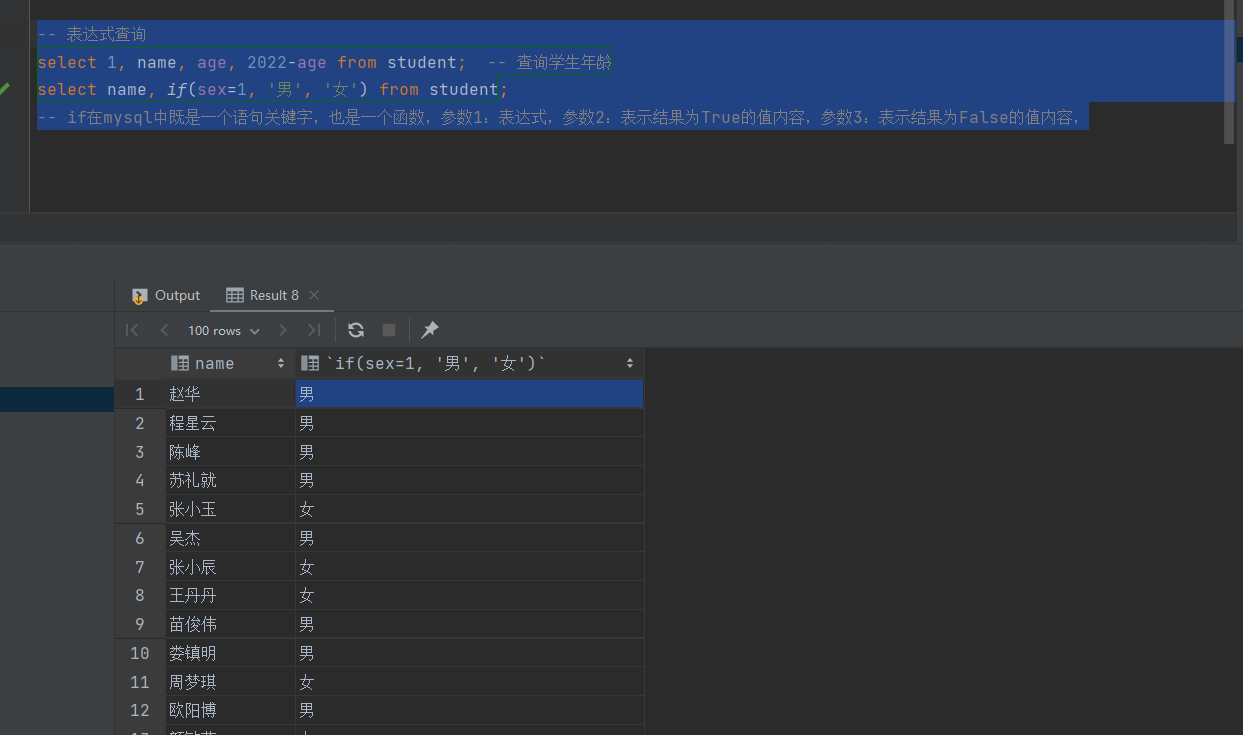 -- 表达式查询
select 1, name, age, 2022-age from student;  -- 查询学生年龄
select name, if(sex=1, '男', '女') from student;
-- if在mysql中既是一个语句关键字，也是一个函数，参数1：表达式，参数2：表示结果为True的值内容，参数3：表示结果为False的值内容，
Output Result 8
100 rows
name `if(sex=1, '男', '女')`
1 赵华 男
2 程星云 男
3 陈峰 男
4 苏礼就 男
5 张小玉 女
6 吴杰 男
7 张小辰 女
8 王丹丹 女
9 苗俊伟 男
10 娄镇明 男
11 周梦琪 女
12 欧阳博 男